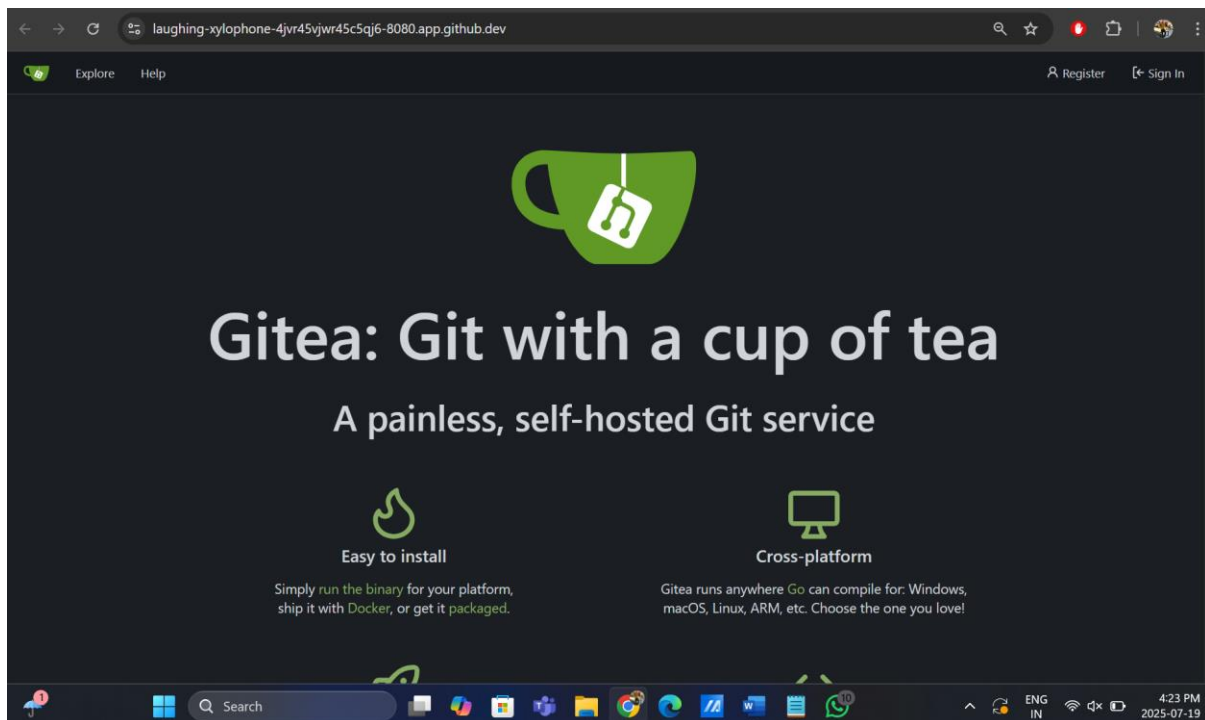 laughing-xylophone-4jvr45vjwr45c5qj6-8080.app.github.dev
Explore Help Register Sign In
Gitea: Git with a cup of tea
A painless, self-hosted Git service
Easy to install
Simply run the binary for your platform,
ship it with Docker, or get it packaged.
Cross-platform
Gitea runs anywhere Go can compile for: Windows,
macOS, Linux, ARM, etc. Choose the one you love!
1
Search
10
ENG
IN
4:23 PM
2025-07-19